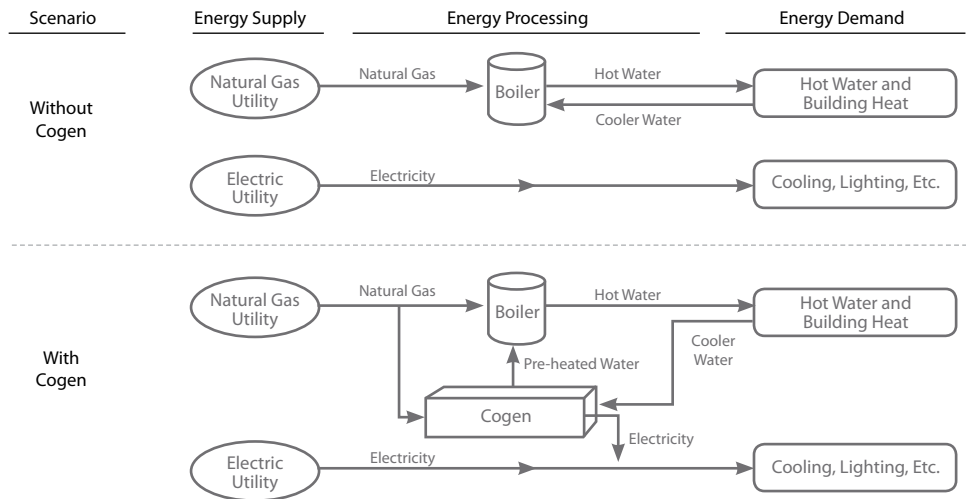 Scenario
Energy Supply
Energy Processing
Energy Demand
Without
Cogen
Natural Gas
Utility
Natural Gas
Boiler
Hot Water
Cooler Water
Hot Water and
Building Heat
Electric
Utility
Electricity
Cooling, Lighting, Etc.
With
Cogen
Natural Gas
Utility
Natural Gas
Boiler
Hot Water
Hot Water and
Building Heat
Cooler
Water
Pre-heated Water
Cogen
Electricity
Electric
Utility
Electricity
Cooling, Lighting, Etc.